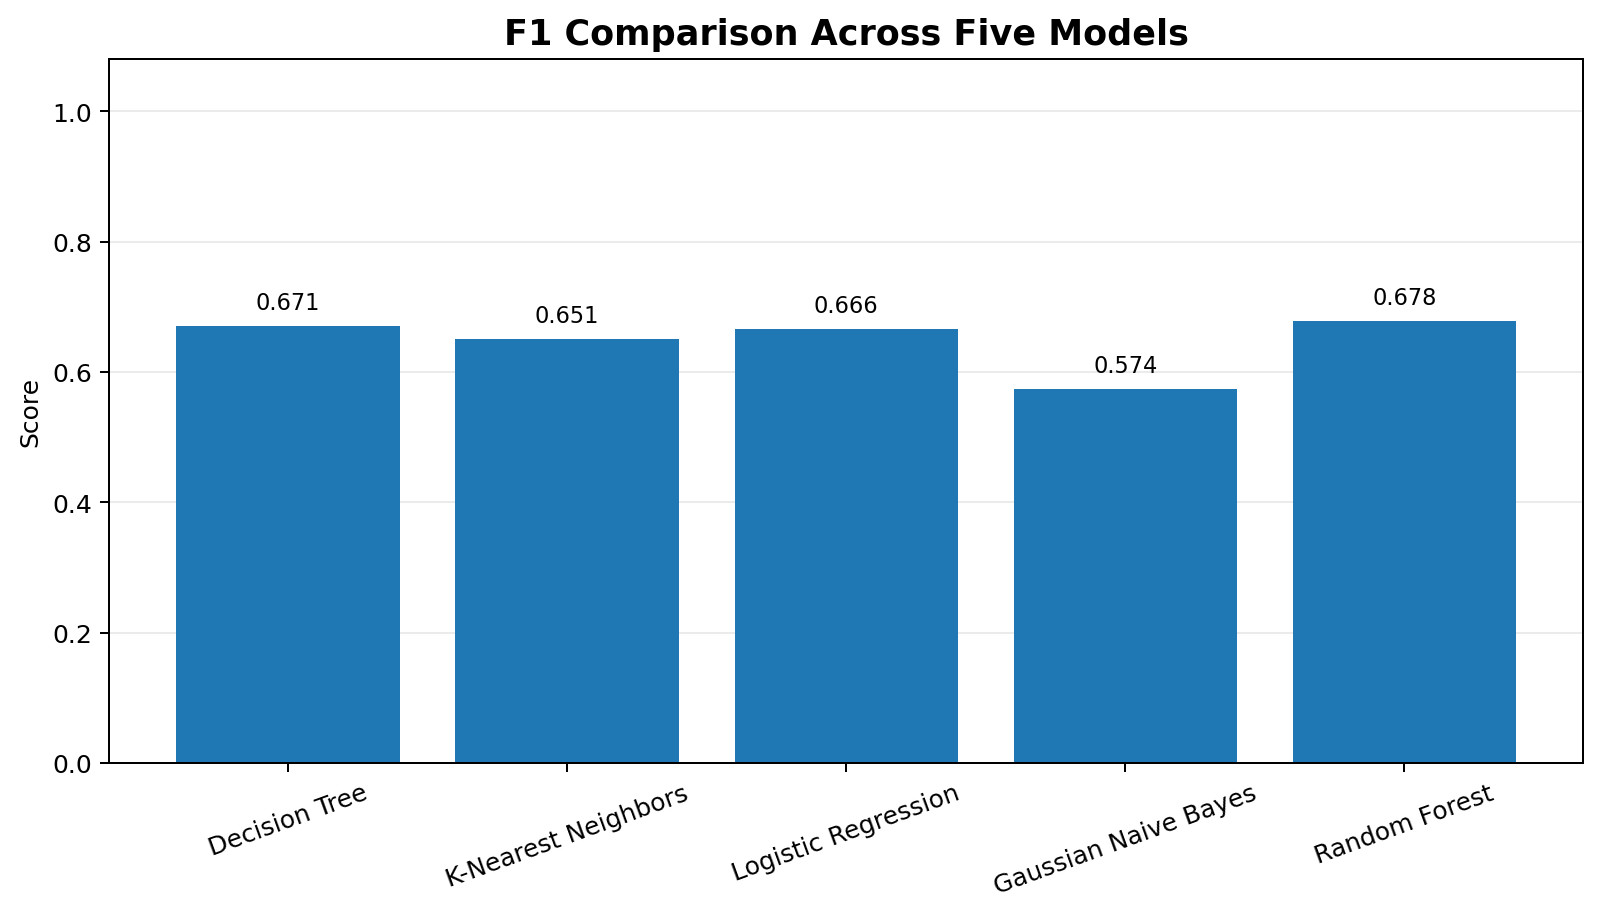 F1 Comparison Across Five Models
Score
1.0
0.8
0.6
0.4
0.2
0.0
0.671
0.651
0.666
0.574
0.678
Decision Tree
K-Nearest Neighbors
Logistic Regression
Gaussian Naive Bayes
Random Forest